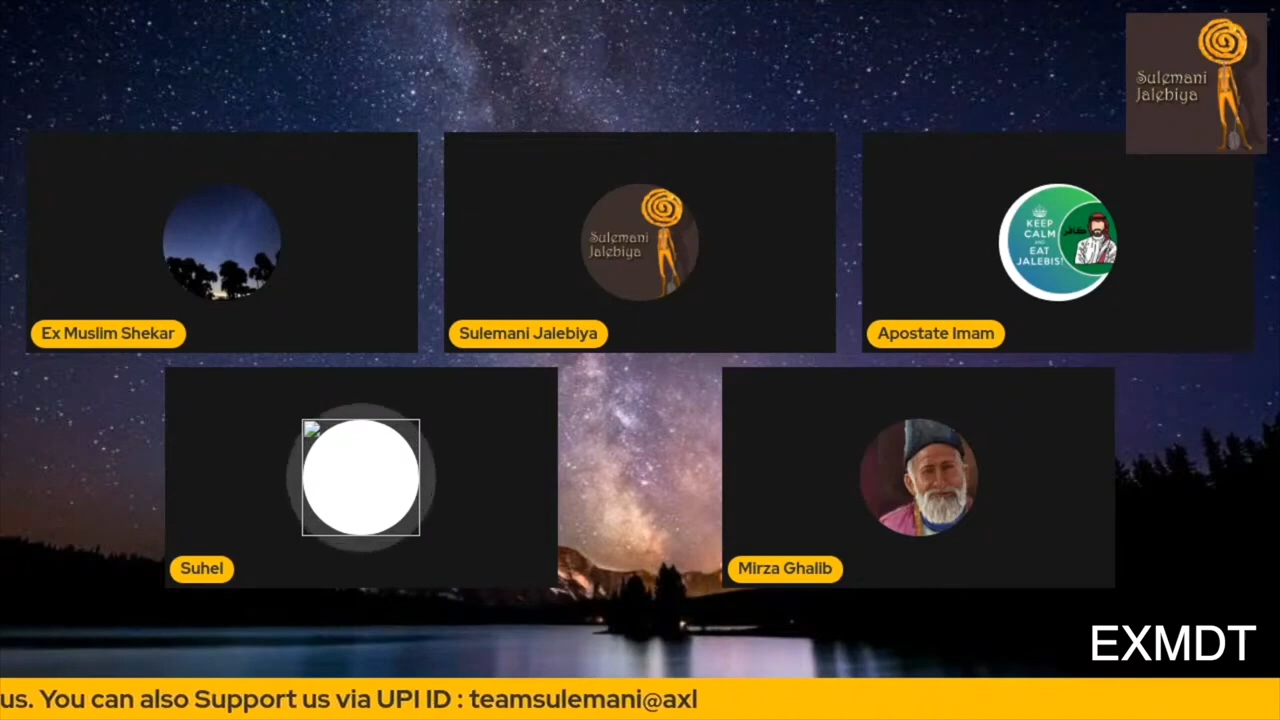 Sulemani
Jalebiya
Sulemani
Jalebiya
KEEP
CALM
AND
EAT
JALEBIS!
كافر
Ex Muslim Shekar
Sulemani Jalebiya
Apostate Imam
Suhel
Mirza Ghalib
EXMDT
us. You can also Support us via UPI ID : teamsulemani@axl